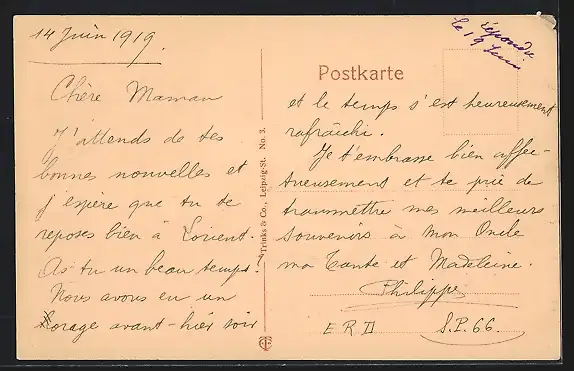 14 Juin 1919.
Chère Maman
J'attends de tes
bonnes nouvelles et
j'espère que tu te
reposes bien à Lorient.
As tu un beau temps?
Nous avons eu un
orage avant-hier soir
Trinks & Co., Leipzig-St. No. 3.
répondu
le 19 Juin
Postkarte
et le temps s'est heureusement
rafraîchi.
Je t'embrasse bien affec-
tueusement et te prie de
transmettre mes meilleurs
souvenirs à mon Oncle
ma tante et Madeleine.
Philippe
E R II S.P. 66.